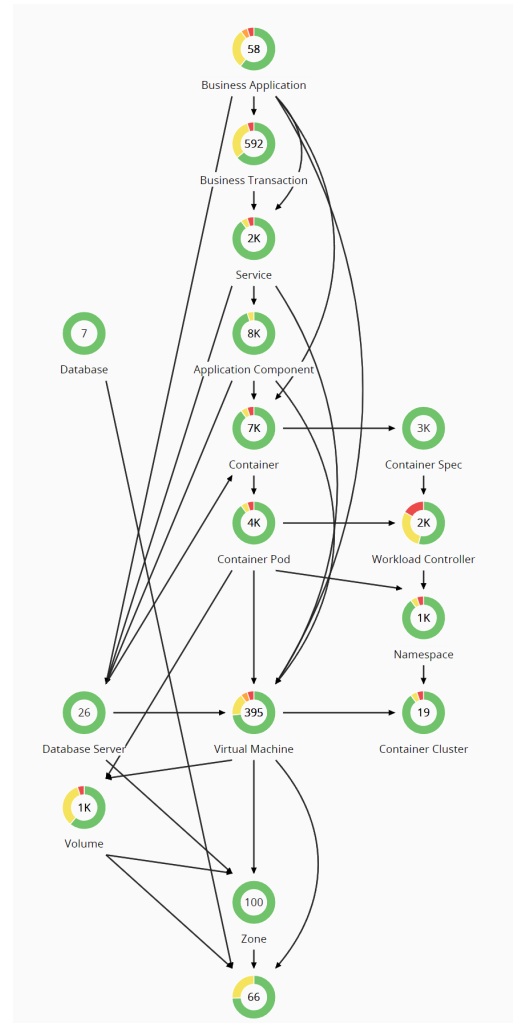 58
Business Application
592
Business Transaction
2K
Service
7
8K
Database
Application Component
7K
3K
Container
Container Spec
4K
2K
Container Pod
Workload Controller
1K
Namespace
26
395
19
Database Server
Virtual Machine
Container Cluster
1K
Volume
100
Zone
66